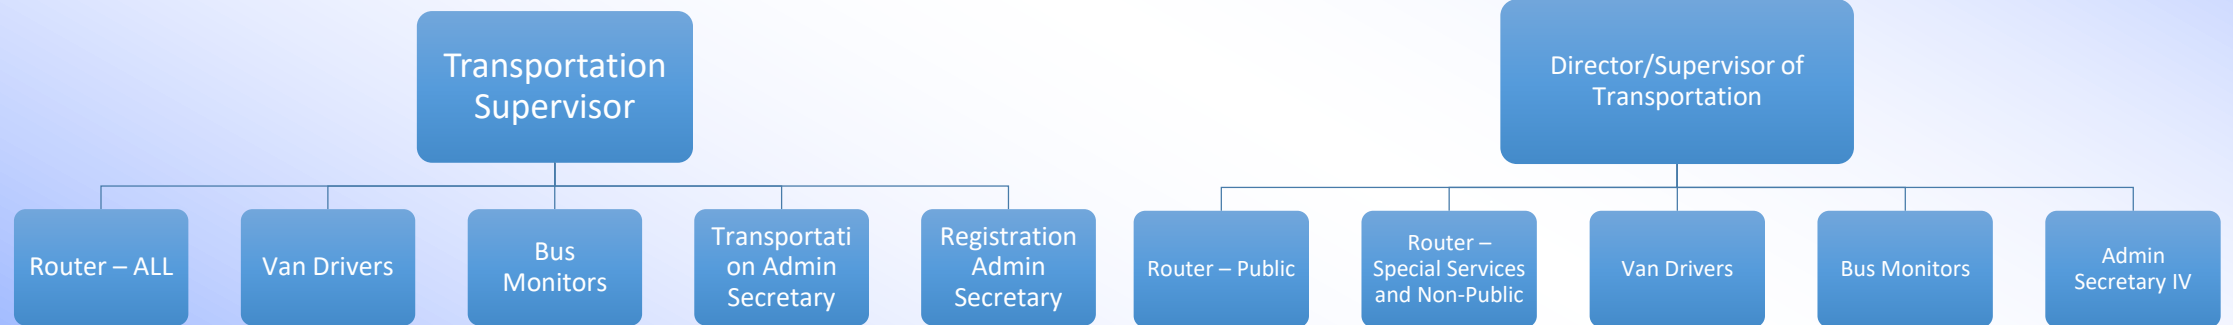 Transportation
Supervisor
Router – ALL
Van Drivers
Bus
Monitors
Transportati
on Admin
Secretary
Registration
Admin
Secretary
Director/Supervisor of
Transportation
Router – Public
Router –
Special Services
and Non-Public
Van Drivers
Bus Monitors
Admin
Secretary IV